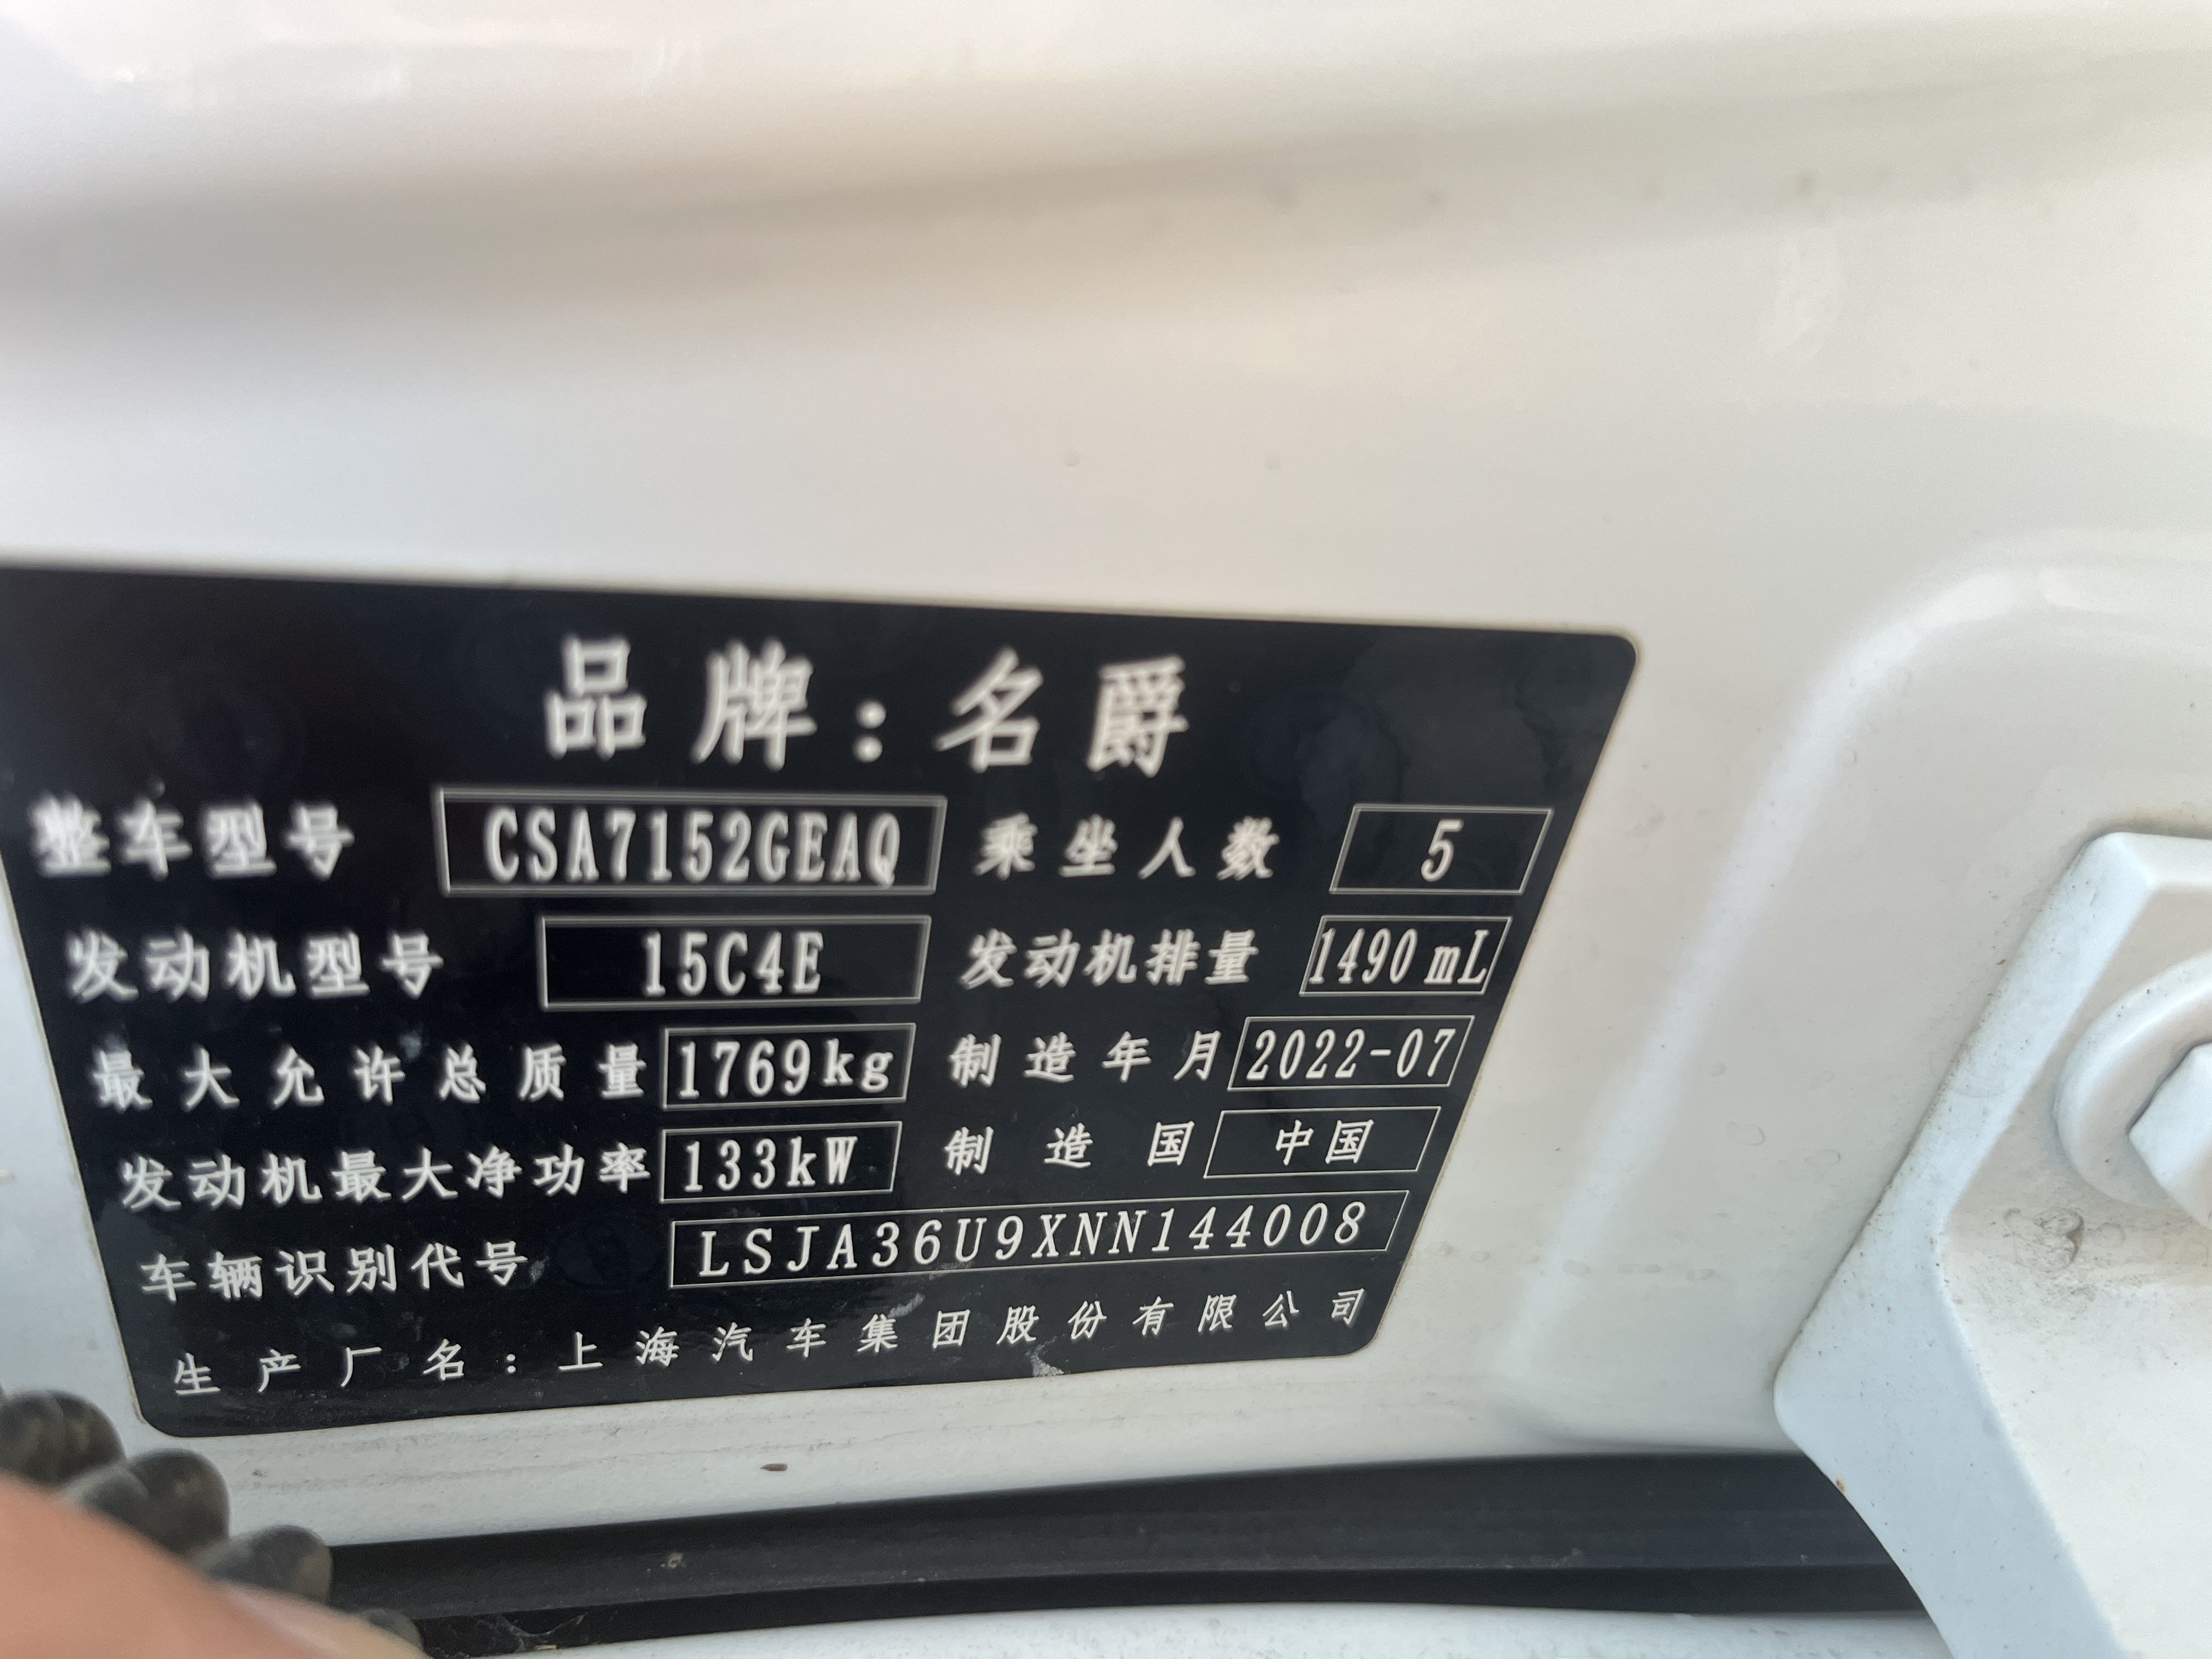 品牌：名爵
整车型号 CSA7152GEAQ 乘坐人数 5
发动机型号 15C4E 发动机排量 1490mL
最大允许总质量 1769kg 制造年月 2022-07
发动机最大净功率 133kW 制造国 中国
车辆识别代号 LSJA36U9XNN144008
生产厂名：上海汽车集团股份有限公司